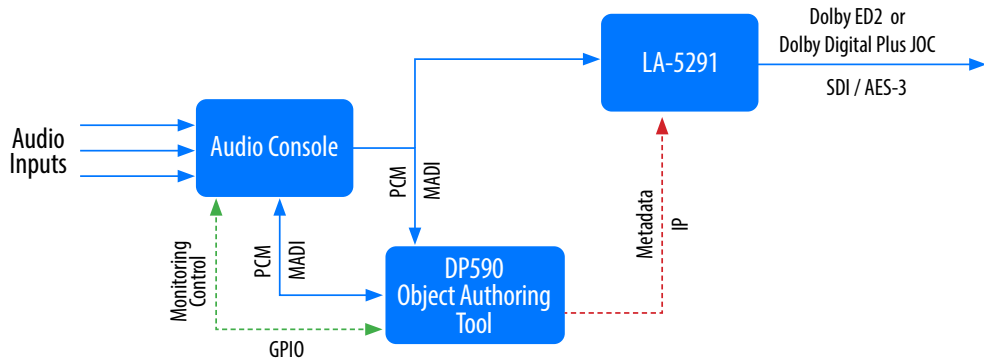 Dolby ED2 or
Dolby Digital Plus JOC
SDI / AES-3
LA-5291
Audio
Inputs
Audio Console
PCM
MADI
Metadata
IP
Monitoring
Control
PCM
MADI
DP590
Object Authoring
Tool
GPIO